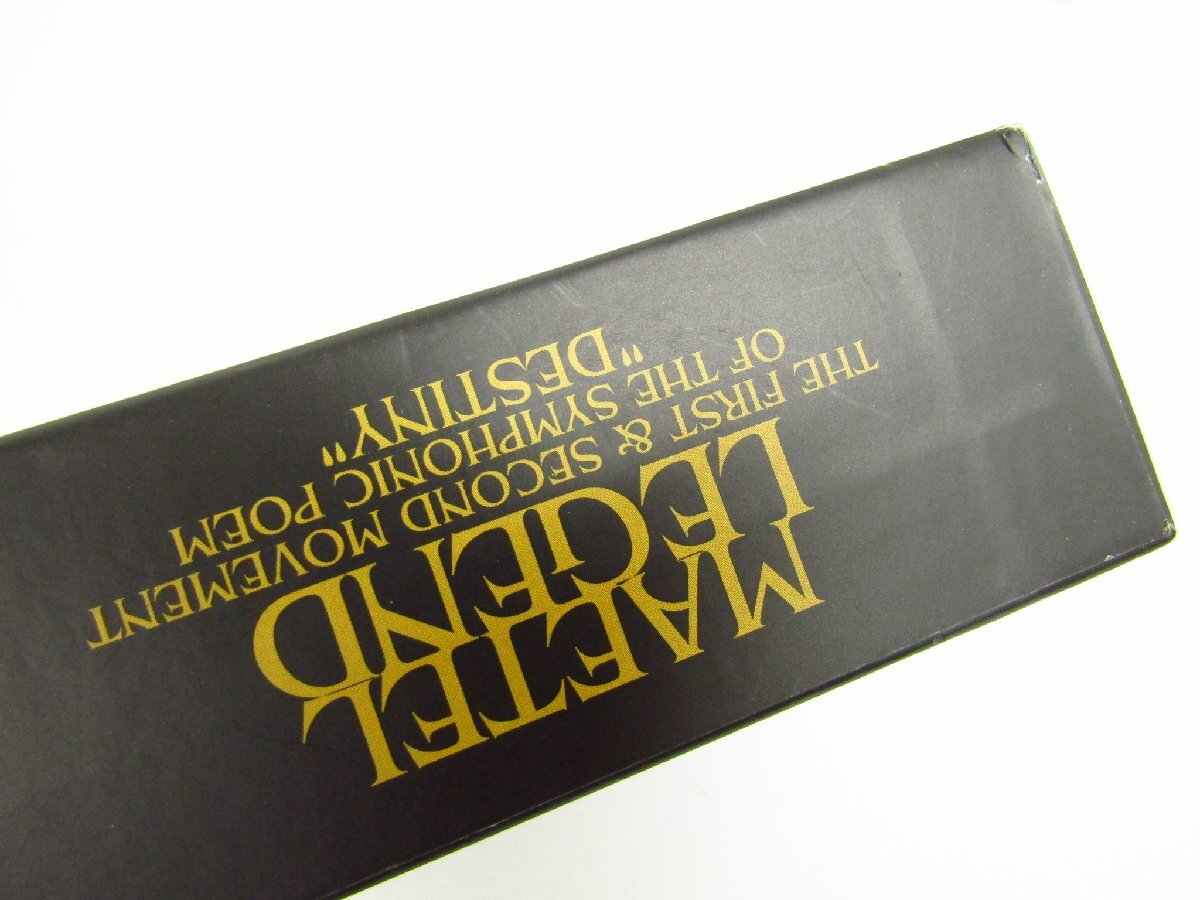 MAETEL
LEGEND
THE FIRST & SECOND MOVEMENT
OF THE SYMPHONIC POEM
"DESTINY"